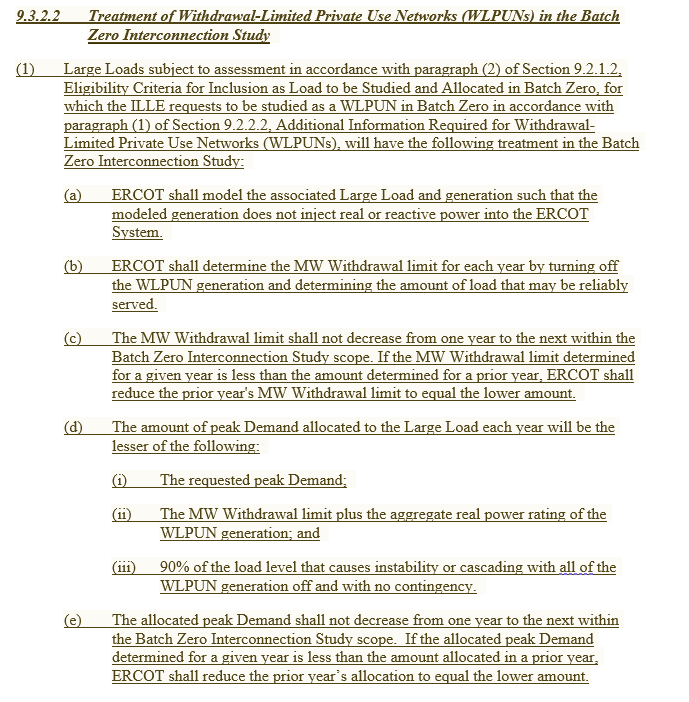 9.3.2.2 Treatment of Withdrawal-Limited Private Use Networks (WLPUNs) in the Batch
Zero Interconnection Study
(1) Large Loads subject to assessment in accordance with paragraph (2) of Section 9.2.1.2,
Eligibility Criteria for Inclusion as Load to be Studied and Allocated in Batch Zero, for
which the ILLE requests to be studied as a WLPUN in Batch Zero in accordance with
paragraph (1) of Section 9.2.2.2, Additional Information Required for Withdrawal-
Limited Private Use Networks (WLPUNs), will have the following treatment in the Batch
Zero Interconnection Study:
(a) ERCOT shall model the associated Large Load and generation such that the
modeled generation does not inject real or reactive power into the ERCOT
System.
(b) ERCOT shall determine the MW Withdrawal limit for each year by turning off
the WLPUN generation and determining the amount of load that may be reliably
served.
(c) The MW Withdrawal limit shall not decrease from one year to the next within the
Batch Zero Interconnection Study scope. If the MW Withdrawal limit determined
for a given year is less than the amount determined for a prior year, ERCOT shall
reduce the prior year's MW Withdrawal limit to equal the lower amount.
(d) The amount of peak Demand allocated to the Large Load each year will be the
lesser of the following:
(i) The requested peak Demand;
(ii) The MW Withdrawal limit plus the aggregate real power rating of the
WLPUN generation; and
(iii) 90% of the load level that causes instability or cascading with all of the
WLPUN generation off and with no contingency.
(e) The allocated peak Demand shall not decrease from one year to the next within
the Batch Zero Interconnection Study scope.  If the allocated peak Demand
determined for a given year is less than the amount allocated in a prior year,
ERCOT shall reduce the prior year’s allocation to equal the lower amount.